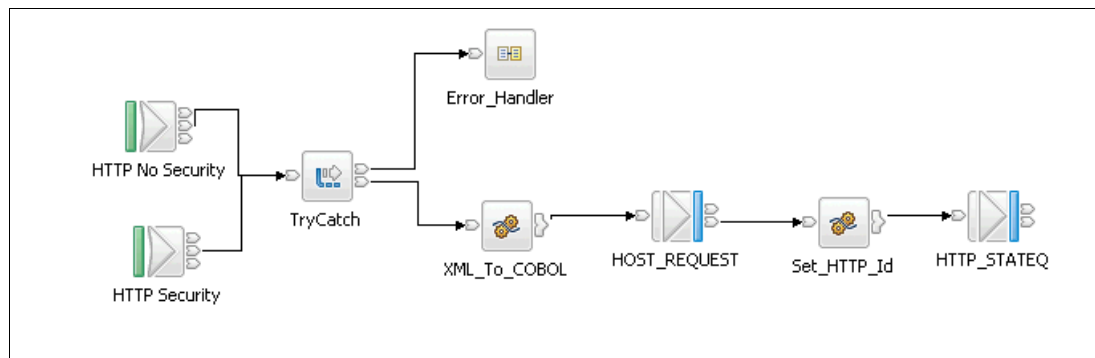 Error_Handler
HTTP No Security
TryCatch
XML_To_COBOL
HOST_REQUEST
Set_HTTP_Id
HTTP_STATEQ
HTTP Security